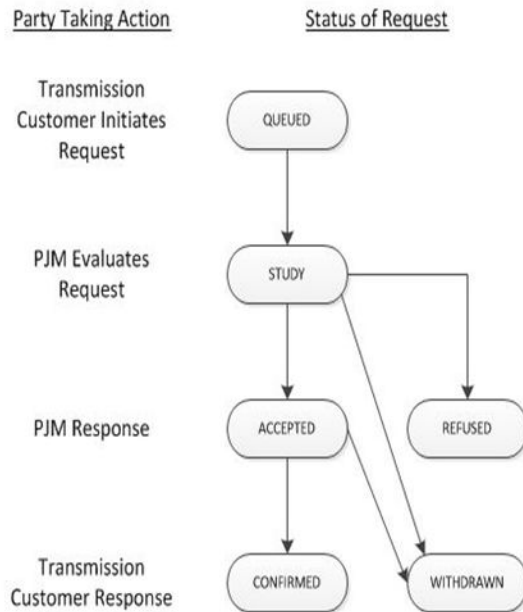 Party Taking Action
Status of Request
Transmission
Customer Initiates
Request
QUEUED
PJM Evaluates
Request
STUDY
PJM Response
ACCEPTED
REFUSED
Transmission
Customer Response
CONFIRMED
WITHDRAWN